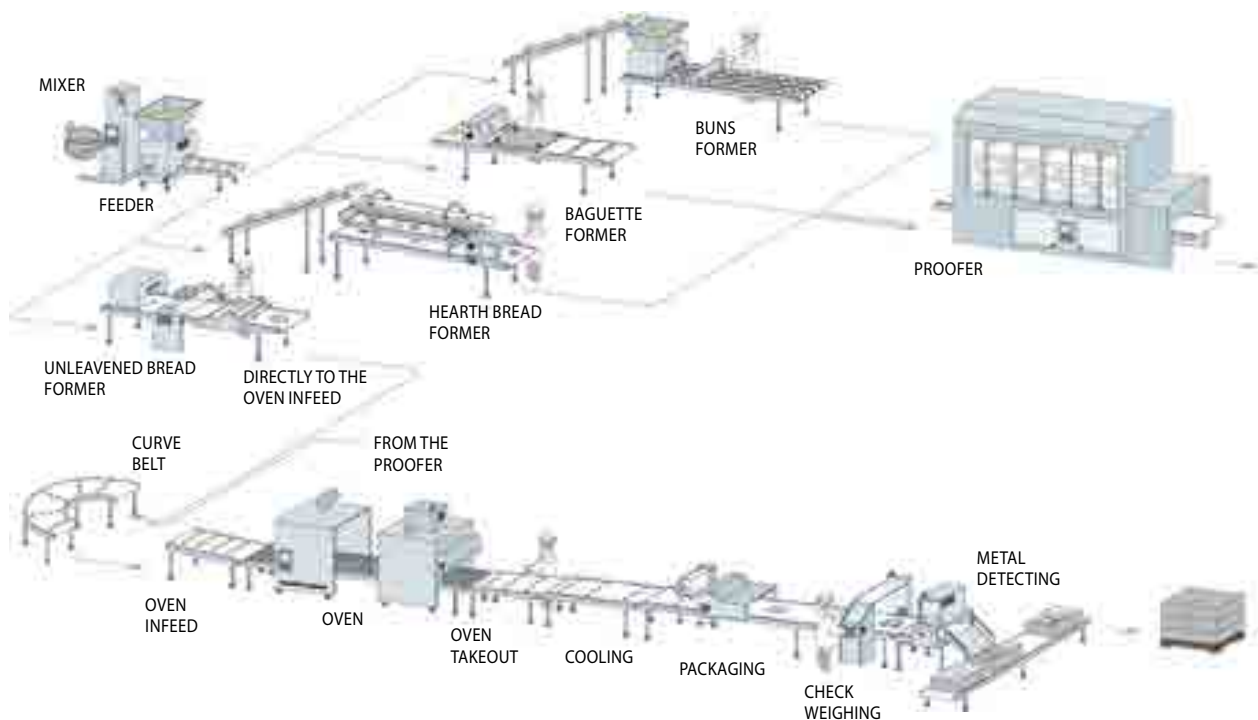 MIXER
FEEDER
BUNS
FORMER
BAGUETTE
FORMER
PROOFER
HEARTH BREAD
FORMER
UNLEAVENED BREAD
FORMER
DIRECTLY TO THE
OVEN INFEED
CURVE
BELT
FROM THE
PROOFER
OVEN
INFEED
OVEN
OVEN
TAKEOUT
COOLING
PACKAGING
CHECK
WEIGHING
METAL
DETECTING